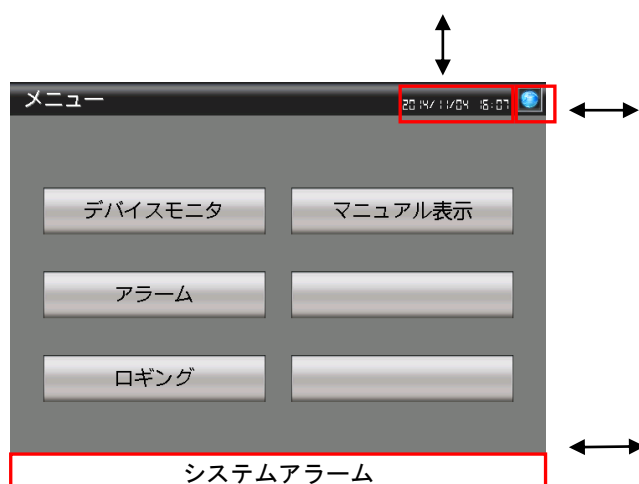 メニュー
2014/11/04 16:07
デバイスモニタ
マニュアル表示
アラーム
ロギング
システムアラーム